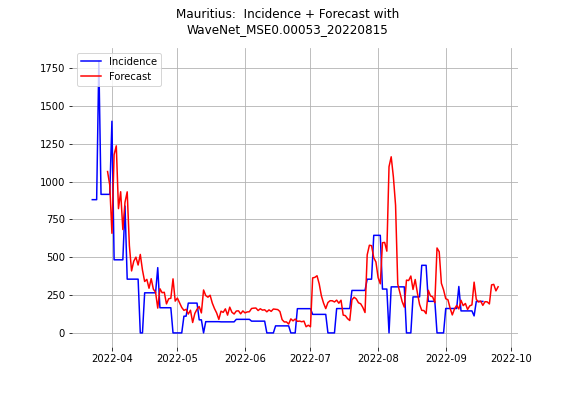 Mauritius:  Incidence + Forecast with
WaveNet_MSE0.00053_20220815
Incidence
Forecast
1750
1500
1250
1000
750
500
250
0
2022-04 2022-05 2022-06 2022-07 2022-08 2022-09 2022-10